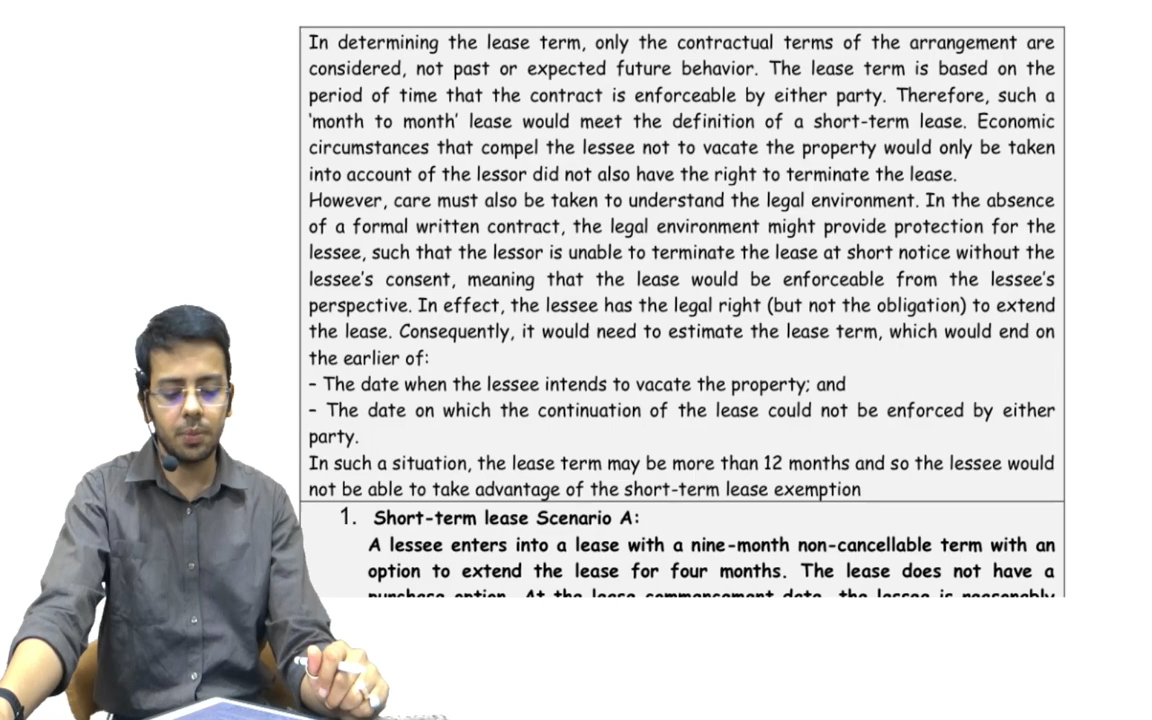 In determining the lease term, only the contractual terms of the arrangement are
considered, not past or expected future behavior. The lease term is based on the
period of time that the contract is enforceable by either party. Therefore, such a
'month to month' lease would meet the definition of a short-term lease. Economic
circumstances that compel the lessee not to vacate the property would only be taken
into account of the lessor did not also have the right to terminate the lease.
However, care must also be taken to understand the legal environment. In the absence
of a formal written contract, the legal environment might provide protection for the
lessee, such that the lessor is unable to terminate the lease at short notice without the
lessee's consent, meaning that the lease would be enforceable from the lessee's
perspective. In effect, the lessee has the legal right (but not the obligation) to extend
the lease. Consequently, it would need to estimate the lease term, which would end on
the earlier of:
- The date when the lessee intends to vacate the property; and
- The date on which the continuation of the lease could not be enforced by either
party.
In such a situation, the lease term may be more than 12 months and so the lessee would
not be able to take advantage of the short-term lease exemption
1. Short-term lease Scenario A:
A lessee enters into a lease with a nine-month non-cancellable term with an
option to extend the lease for four months. The lease does not have a
purchase option. At the lease commencement date, the lessee is reasonably